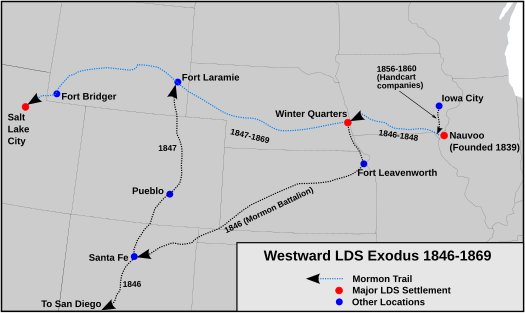 1856-1860
(Handcart
companies)
Fort Laramie
Fort Bridger
Iowa City
Salt
Lake
City
Winter Quarters
1847-1869
1846-1848
Nauvoo
(Founded 1839)
1847
Fort Leavenworth
Pueblo
1846 (Mormon Battalion)
Santa Fe
1846
To San Diego
Westward LDS Exodus 1846-1869
Mormon Trail
Major LDS Settlement
Other Locations